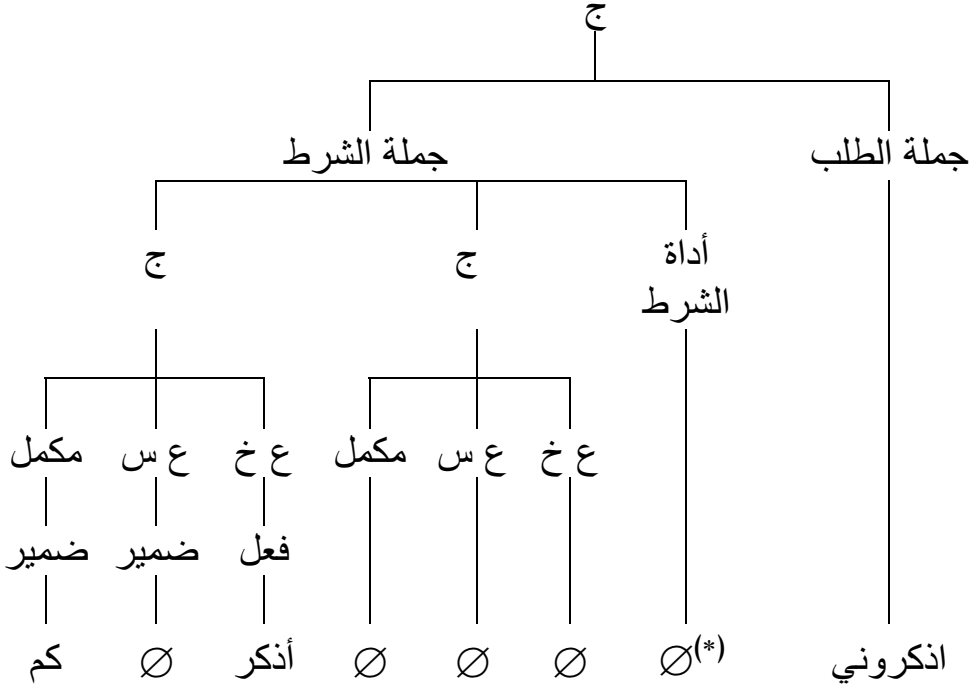 ج
جملة الطلب جملة الشرط
أداة ج ج
الشرط
ع خ ع س مكمل ع خ ع س مكمل
فعل ضمير ضمير
اذكروني ∅(*) ∅ ∅ ∅ أذكر ∅ كم